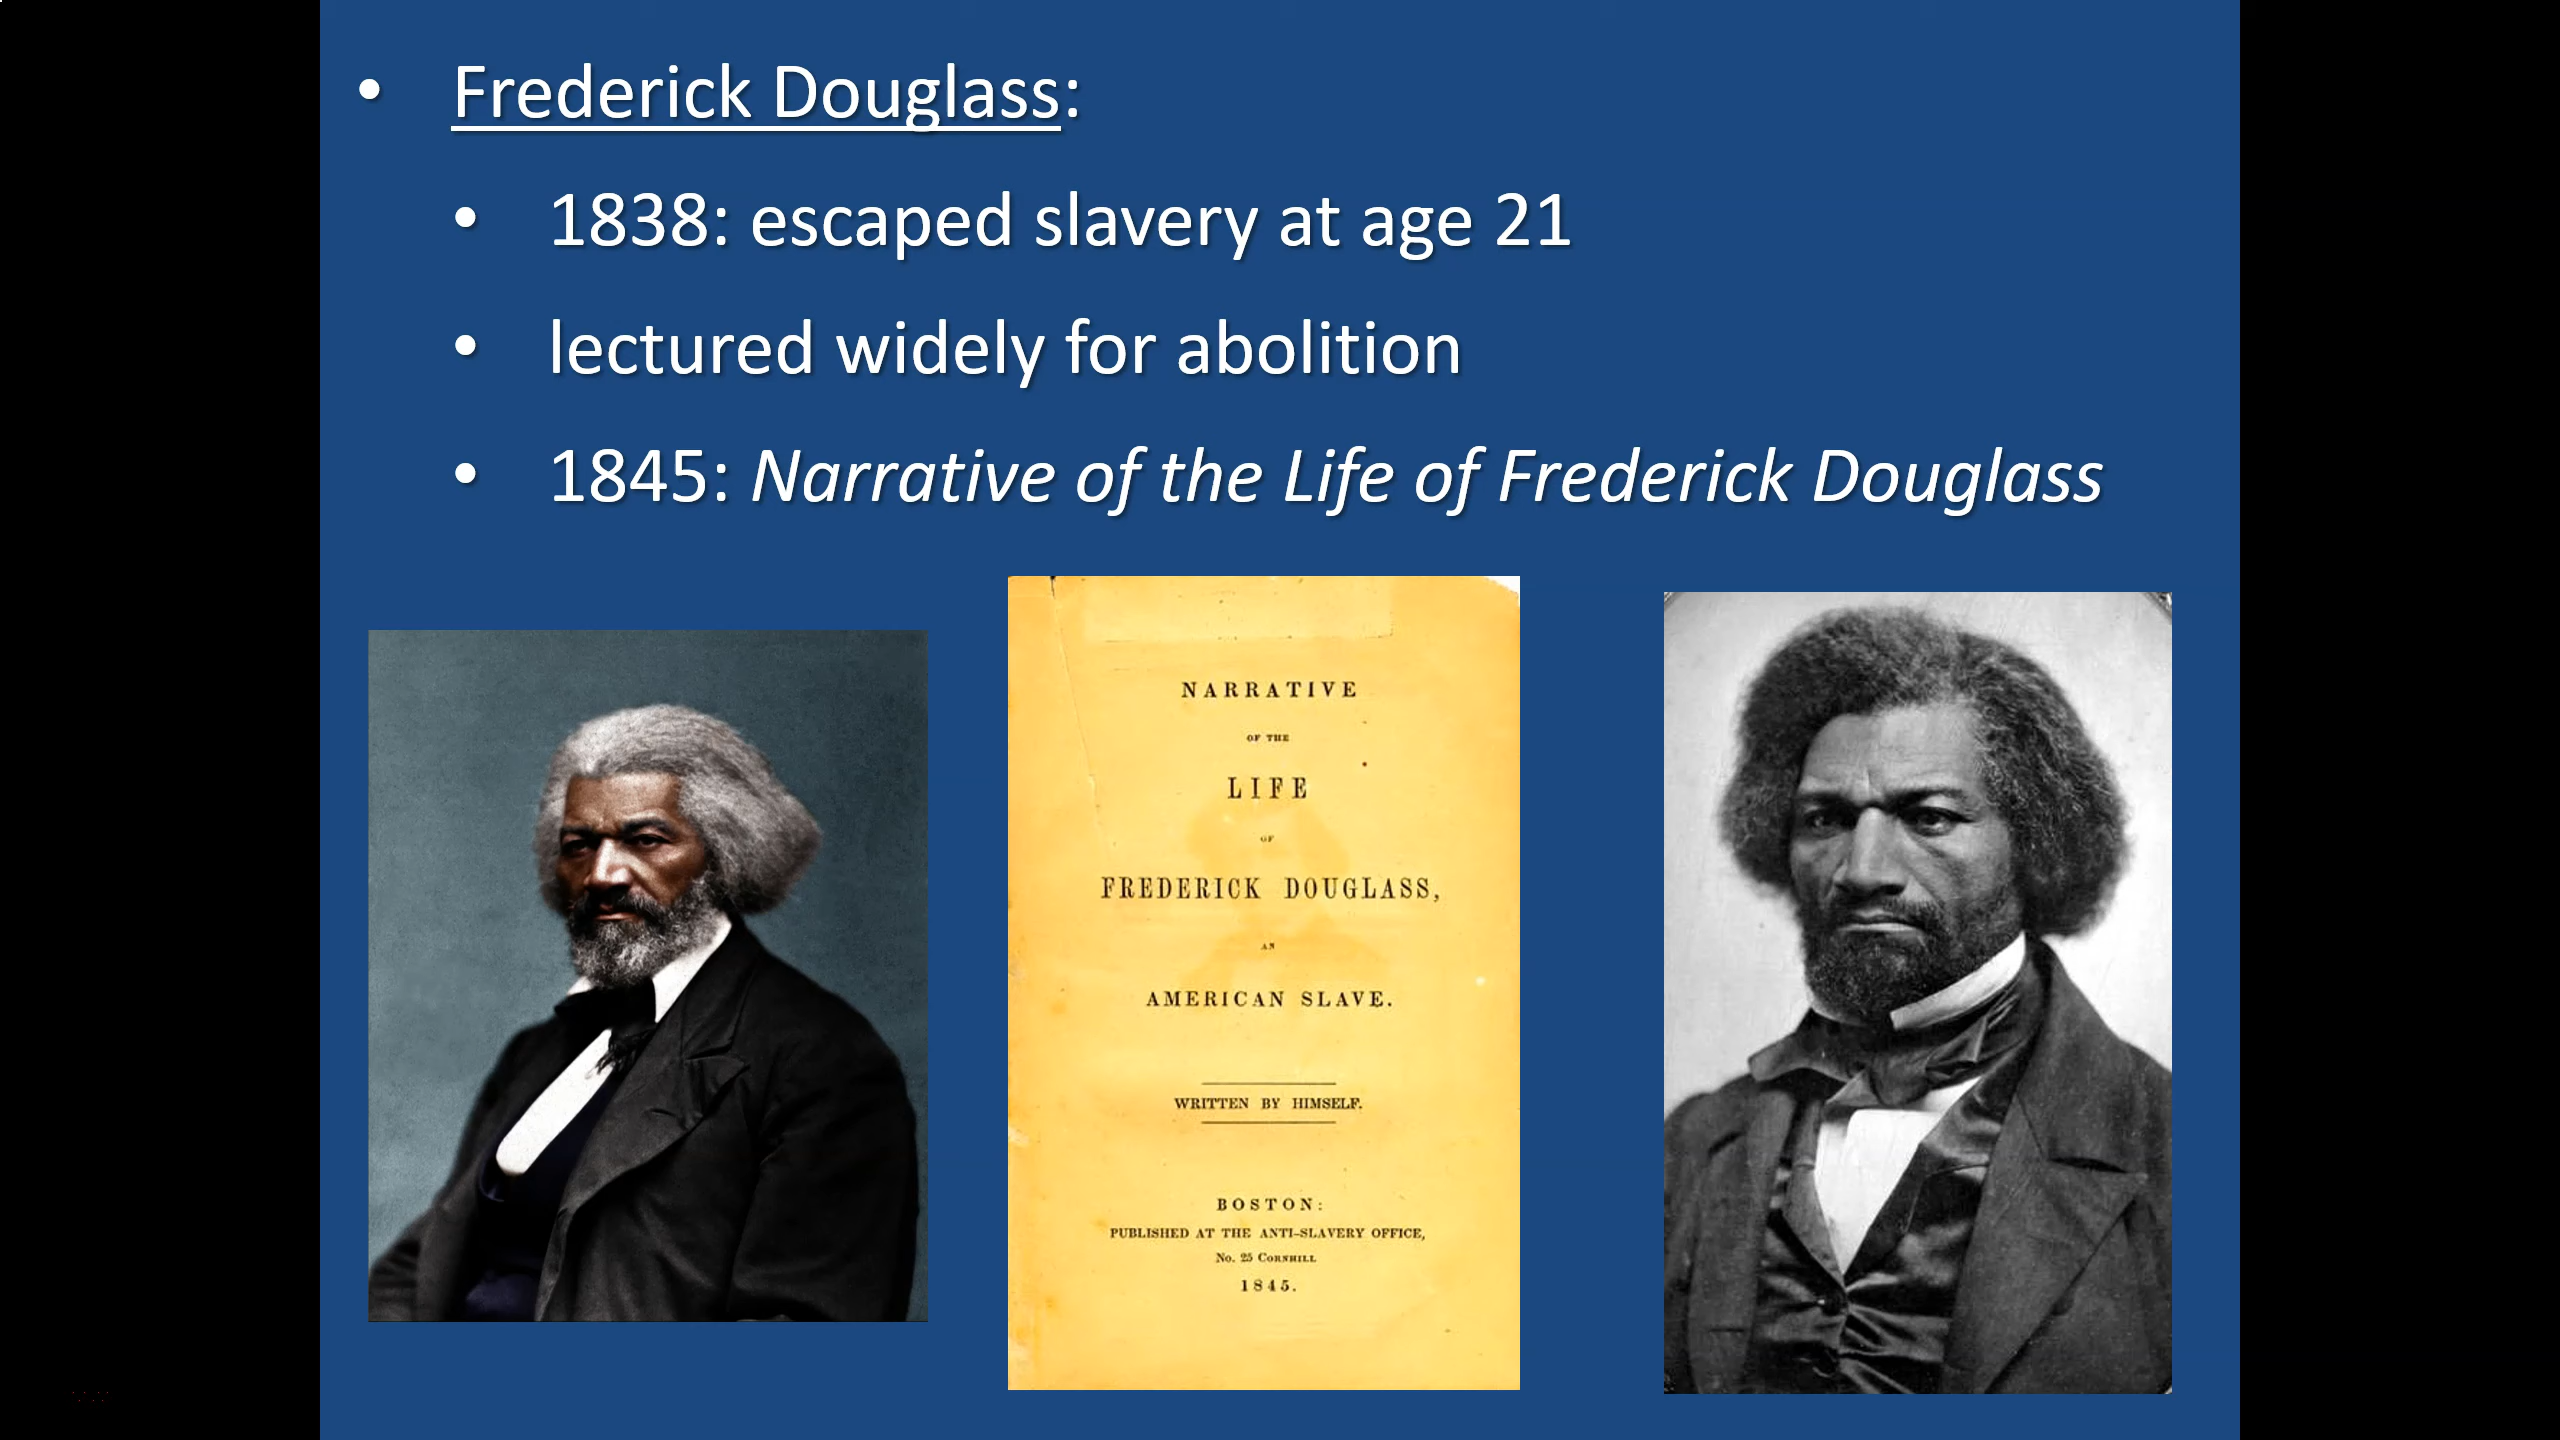 • Frederick Douglass:
• 1838: escaped slavery at age 21
• lectured widely for abolition
• 1845: Narrative of the Life of Frederick Douglass
NARRATIVE
OF THE
LIFE
OF
FREDERICK DOUGLASS,
AN
AMERICAN SLAVE.
WRITTEN BY HIMSELF.
BOSTON:
PUBLISHED AT THE ANTI-SLAVERY OFFICE,
No. 25 CORNHILL
1845.